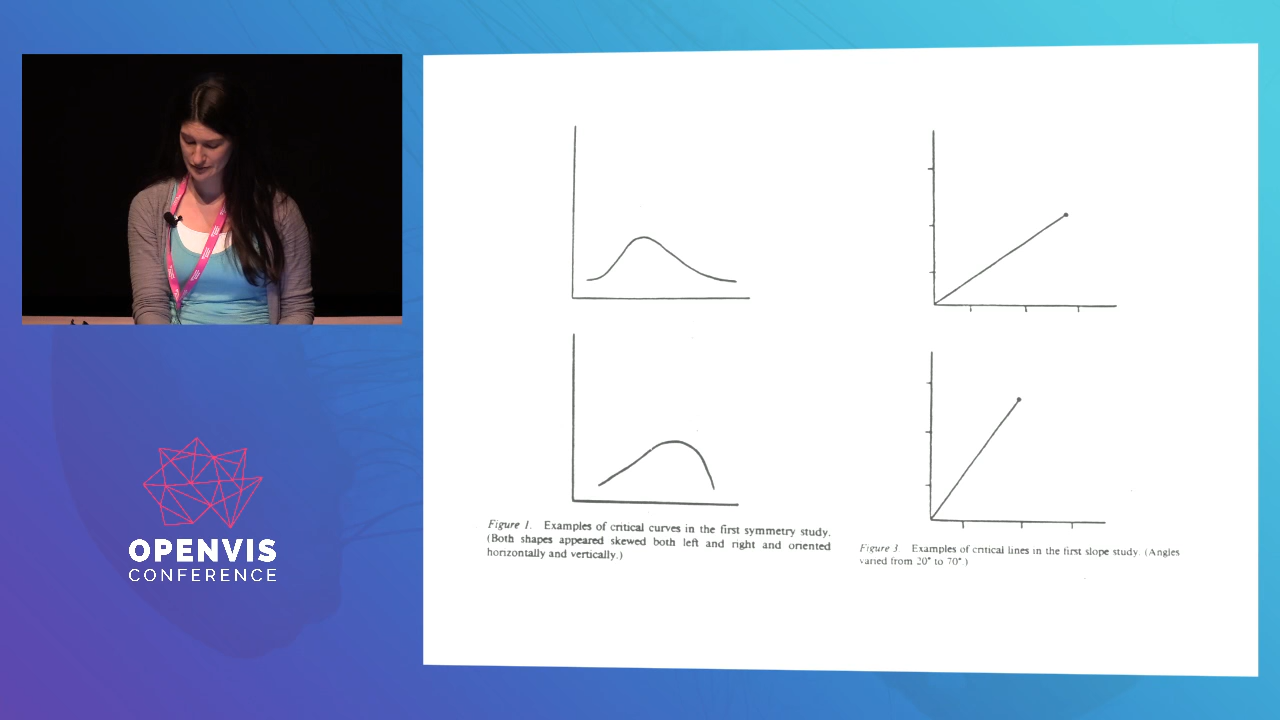 Figure 1. Examples of critical curves in the first symmetry study.
(Both shapes appeared skewed both left and right and oriented
horizontally and vertically.)
Figure 3 Examples of critical lines in the first slope study. (Angles
varied from 20° to 70°.)
OPENVIS
CONFERENCE